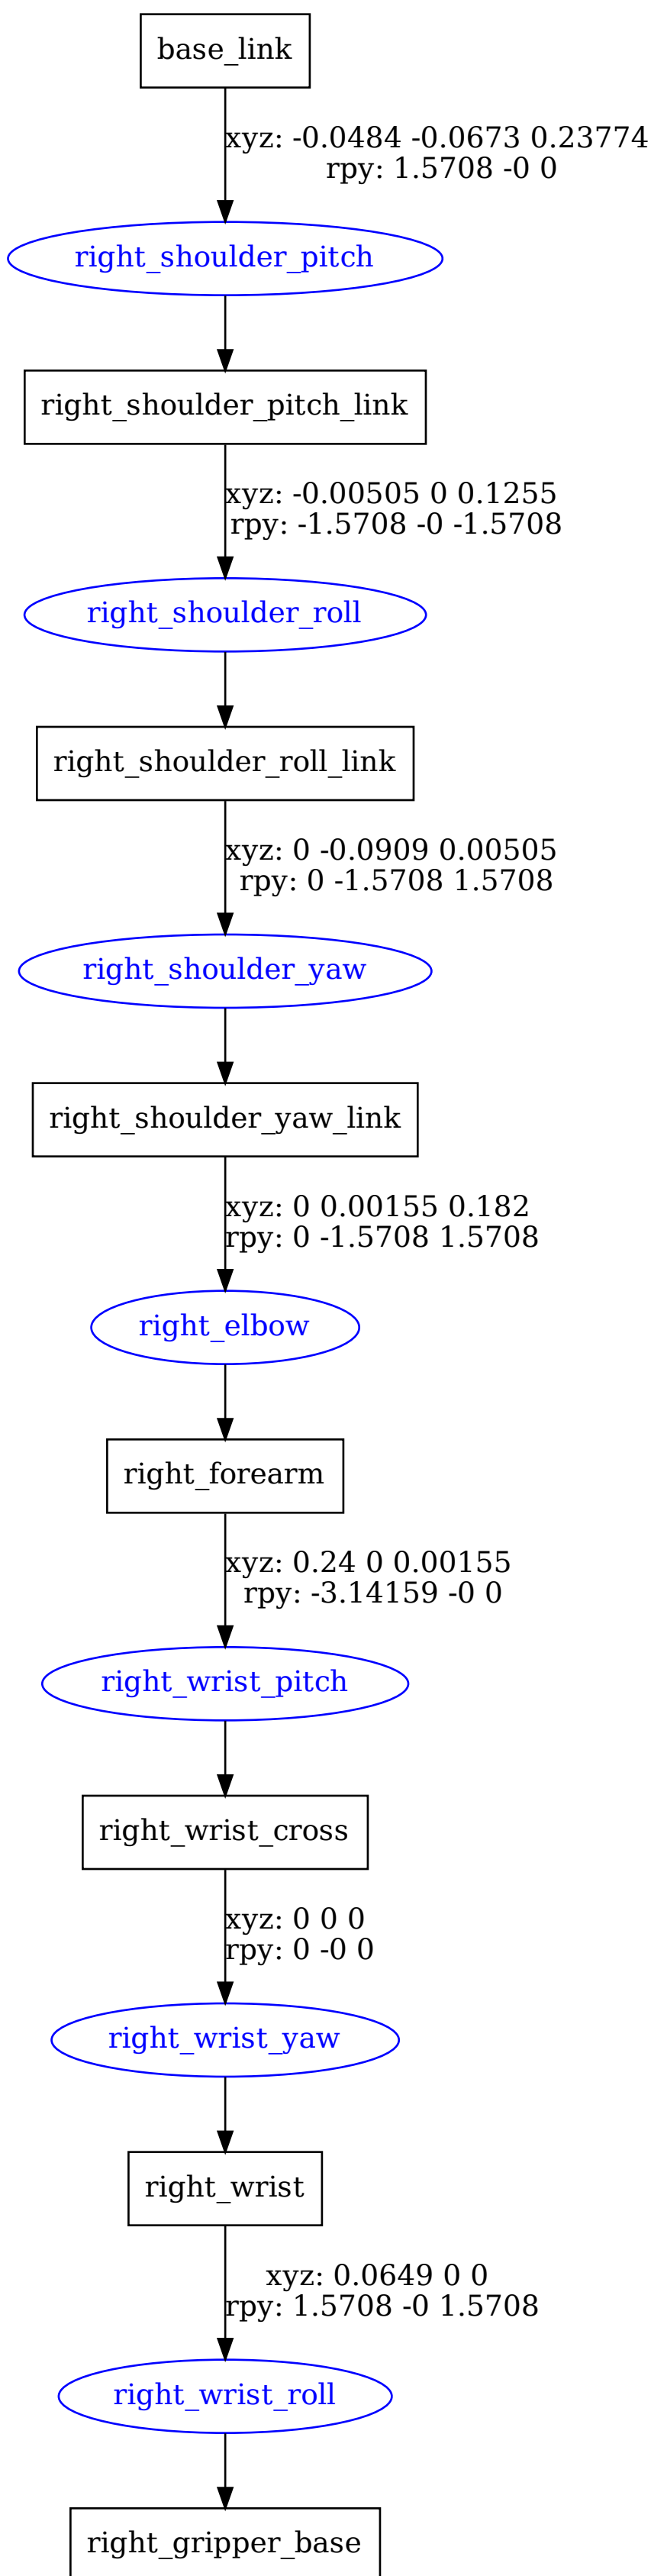 base_link
xyz: -0.0484 -0.0673 0.23774
rpy: 1.5708 -0 0
right_shoulder_pitch
right_shoulder_pitch_link
xyz: -0.00505 0 0.1255
rpy: -1.5708 -0 -1.5708
right_shoulder_roll
right_shoulder_roll_link
xyz: 0 -0.0909 0.00505
rpy: 0 -1.5708 1.5708
right_shoulder_yaw
right_shoulder_yaw_link
xyz: 0 0.00155 0.182
rpy: 0 -1.5708 1.5708
right_elbow
right_forearm
xyz: 0.24 0 0.00155
rpy: -3.14159 -0 0
right_wrist_pitch
right_wrist_cross
xyz: 0 0 0
rpy: 0 -0 0
right_wrist_yaw
right_wrist
xyz: 0.0649 0 0
rpy: 1.5708 -0 1.5708
right_wrist_roll
right_gripper_base